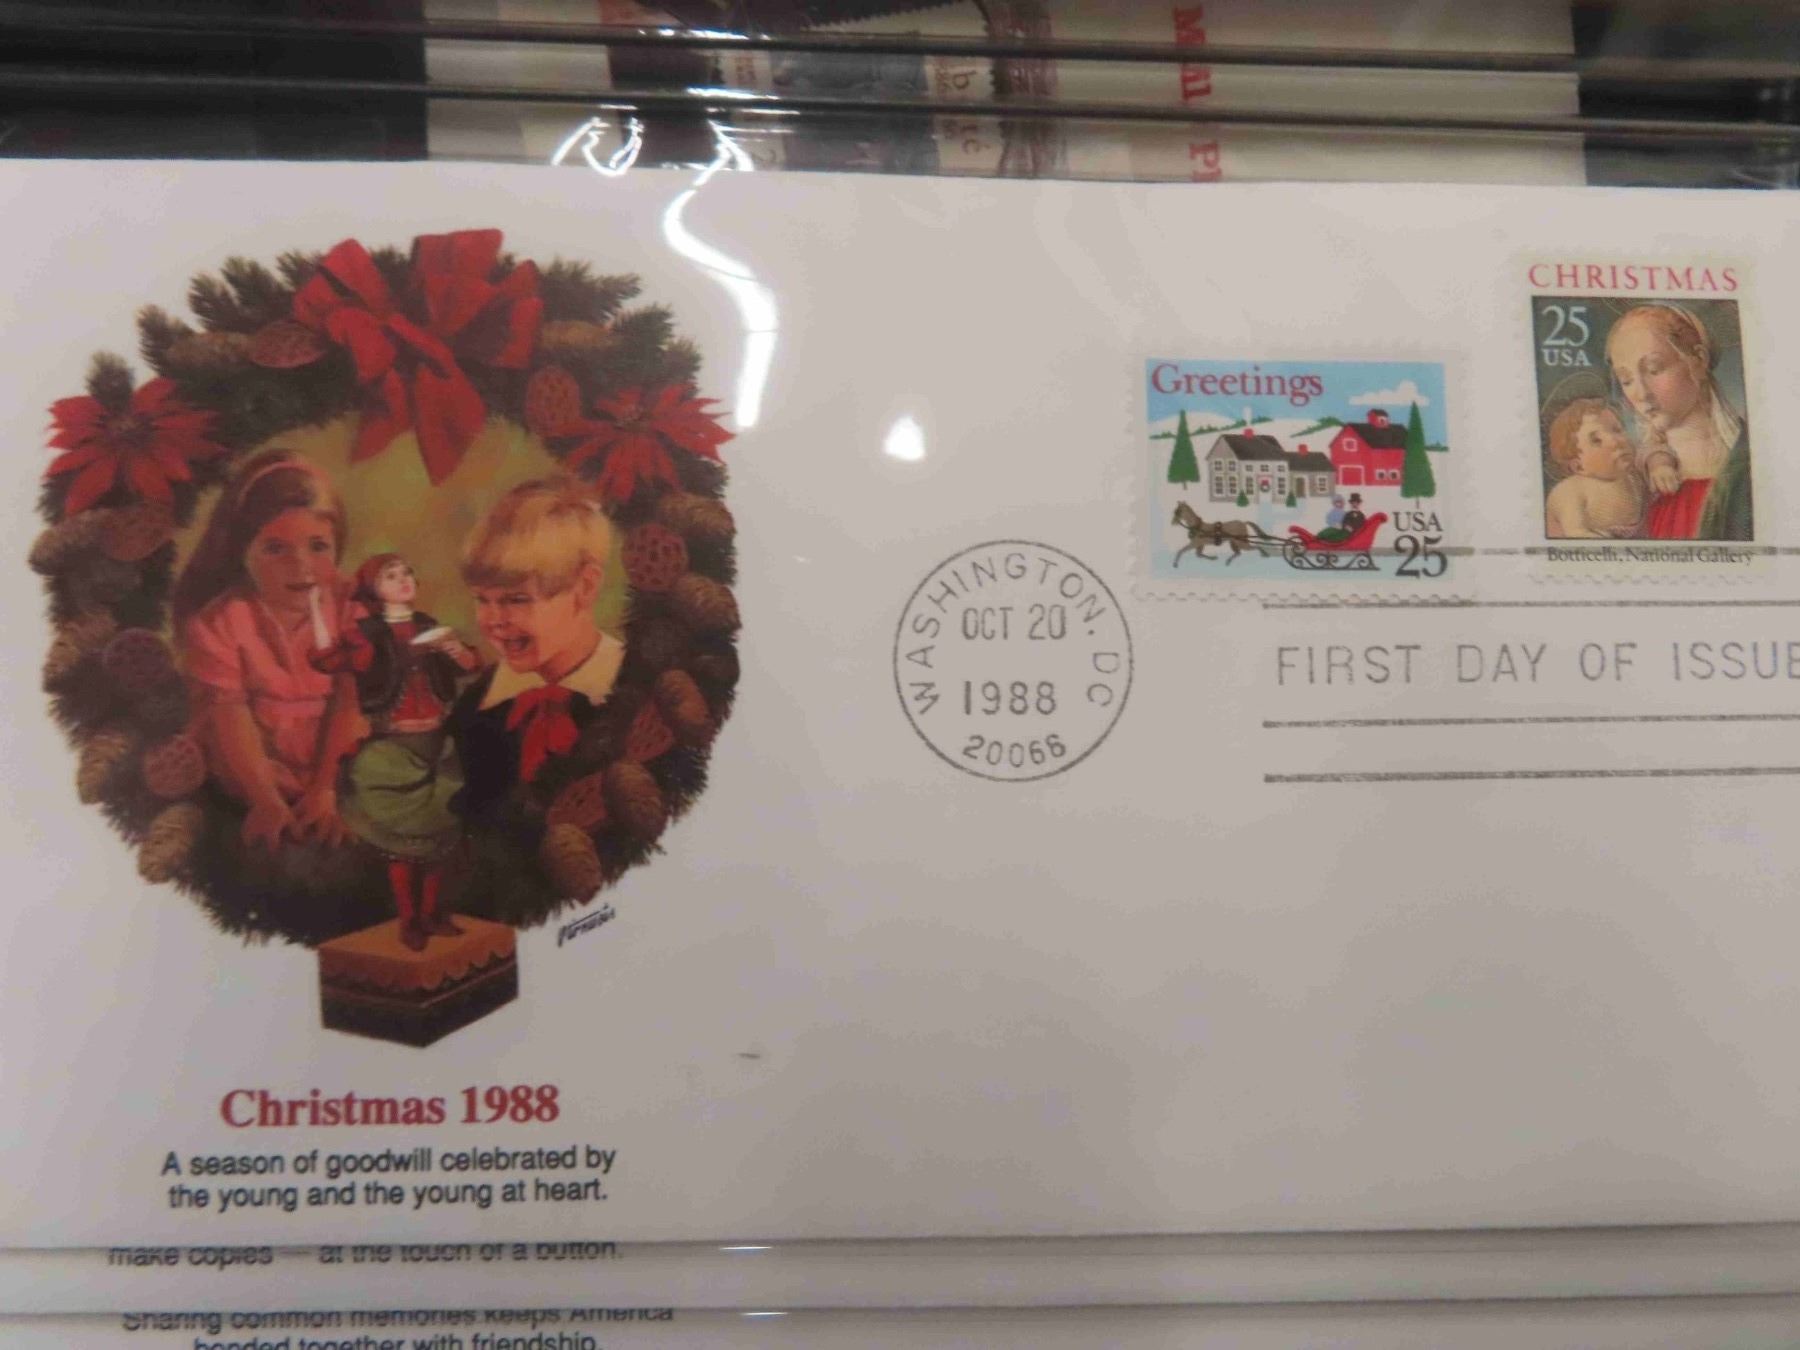 CHRISTMAS
25
USA
Botticelli, National Gallery
Greetings
USA
25
WASHINGTON, DC
OCT 20
1988
20066
FIRST DAY OF ISSUE
Christmas 1988
A season of goodwill celebrated by
the young and the young at heart.
make copies — at the touch of a button.
Sharing common memories keeps America
bonded together with friendship.